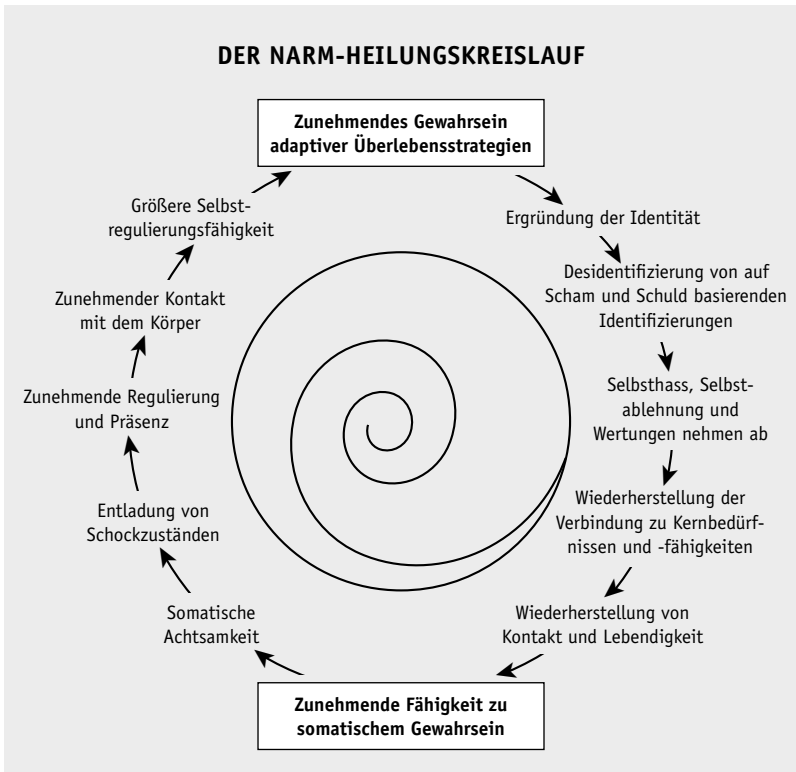 DER NARM-HEILUNGSKREISLAUF
Zunehmendes Gewahrsein
adaptiver Überlebensstrategien
Ergründung der Identität
Desidentifizierung von auf
Scham und Schuld basierenden
Identifizierungen
Selbsthass, Selbst-
ablehnung und
Wertungen nehmen ab
Wiederherstellung der
Verbindung zu Kernbedürf-
nissen und -fähigkeiten
Wiederherstellung von
Kontakt und Lebendigkeit
Zunehmende Fähigkeit zu
somatischem Gewahrsein
Somatische
Achtsamkeit
Entladung von
Schockzuständen
Zunehmende Regulierung
und Präsenz
Zunehmender Kontakt
mit dem Körper
Größere Selbst-
regulierungsfähigkeit